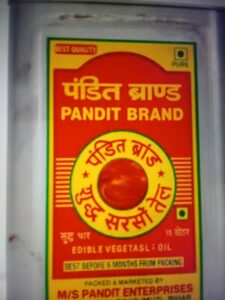 BEST QUALITY
PURE
पंडित ब्राण्ड
PANDIT BRAND
पंडित ब्रांड
शुद्ध सरसों तेल
शुद्ध धार
15 लीटर
EDIBLE VEGETABLE OIL
BEST BEFORE 6 MONTHS FROM PACKING
PACKED & MARKETED BY
M/S PANDIT ENTERPRISES